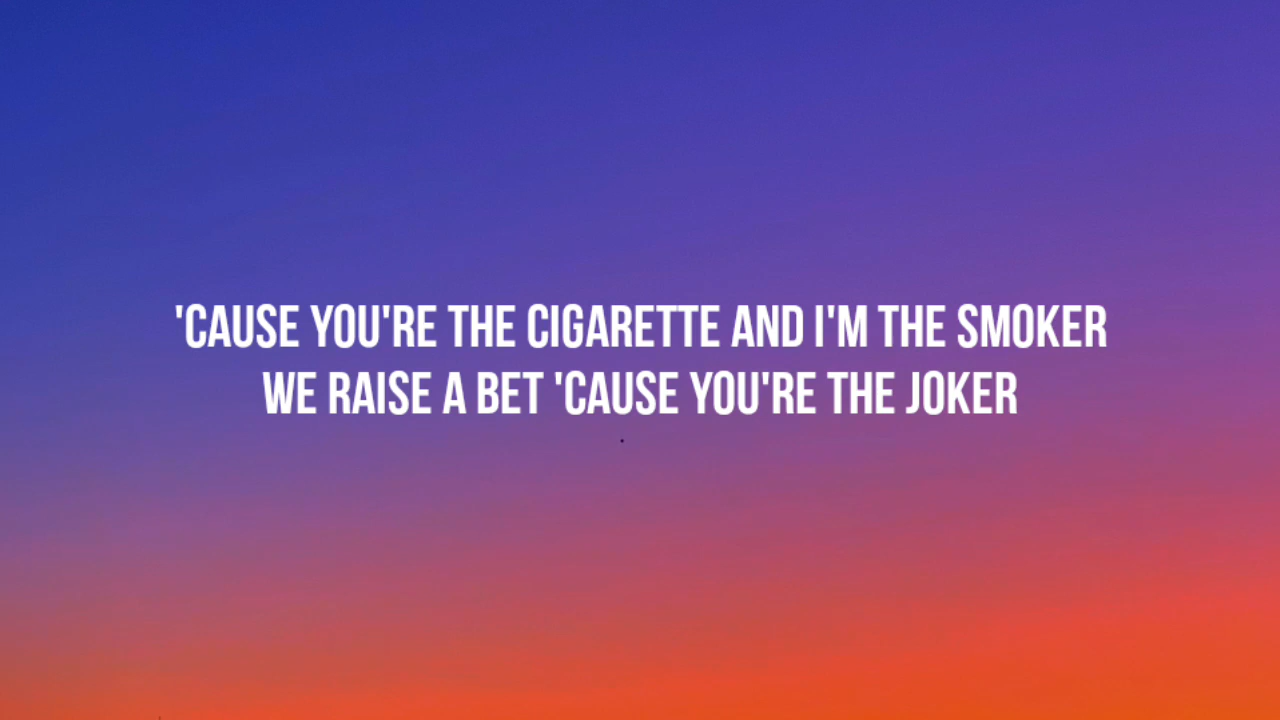 'CAUSE YOU'RE THE CIGARETTE AND I'M THE SMOKER
WE RAISE A BET 'CAUSE YOU'RE THE JOKER